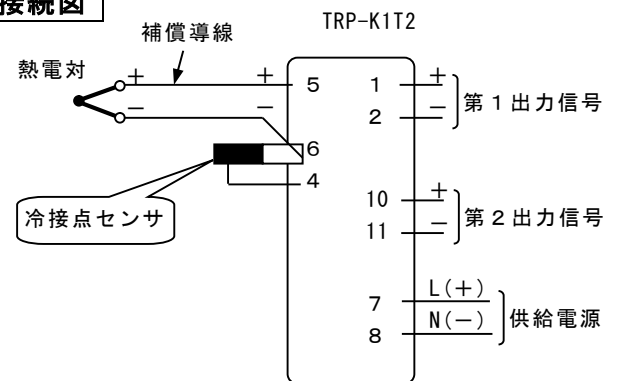 接続図
TRP-K1T2
補償導線
熱電対
+ + 5 1 + 第1出力信号
− − 6 2 −
4
冷接点センサ
10 + 第2出力信号
11 −
7 L(+) 供給電源
8 N(−)